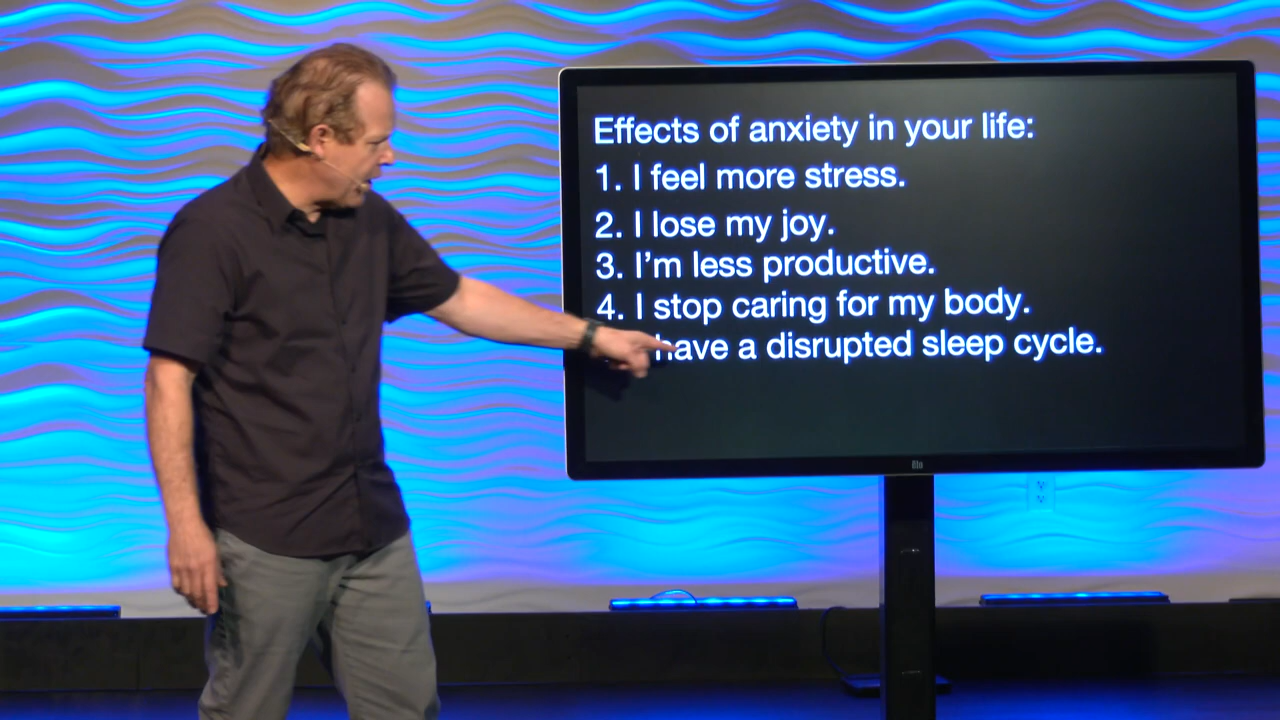 Effects of anxiety in your life:
1. I feel more stress.
2. I lose my joy.
3. I'm less productive.
4. I stop caring for my body.
have a disrupted sleep cycle.
elo